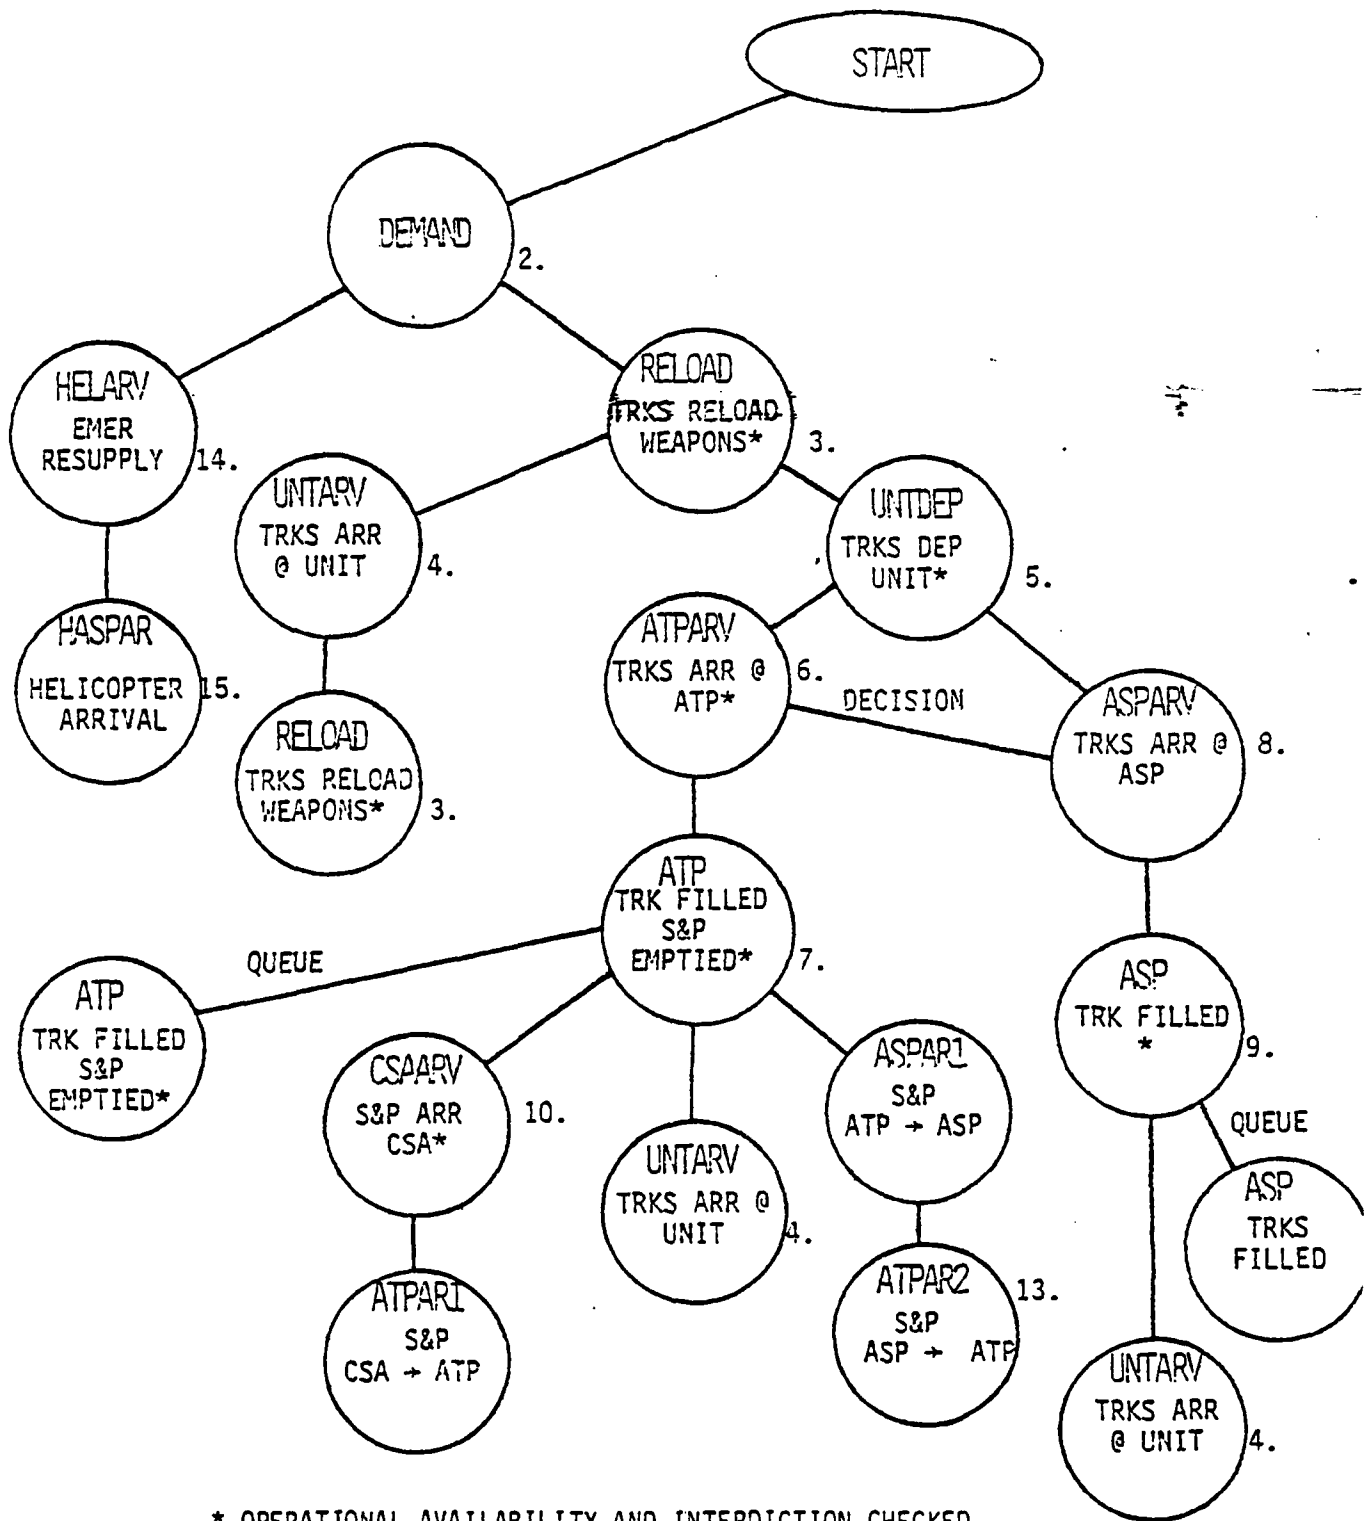 START
DEMAND
2.
HELARV
EMER
RESUPPLY
14.
RELOAD
TRKS RELOAD
WEAPONS*
3.
UNTARV
TRKS ARR
@ UNIT
4.
UNTDEP
TRKS DEP
UNIT*
5.
HASPAR
HELICOPTER
ARRIVAL
15.
RELOAD
TRKS RELOAD
WEAPONS*
3.
ATPARV
TRKS ARR @
ATP*
6.
DECISION
ASPARV
TRKS ARR @
ASP
8.
ATP
TRK FILLED
S&P
EMPTIED*
7.
QUEUE
ATP
TRK FILLED
S&P
EMPTIED*
CSAARV
S&P ARR
CSA*
10.
UNTARV
TRKS ARR @
UNIT
4.
ASPAR1
S&P
ATP → ASP
ASP
TRK FILLED
*
9.
QUEUE
ASP
TRKS
FILLED
ATPAR1
S&P
CSA → ATP
ATPAR2
S&P
ASP → ATP
13.
UNTARV
TRKS ARR
@ UNIT
4.
* OPERATIONAL AVAILABILITY AND INTERDICTION CHECKED